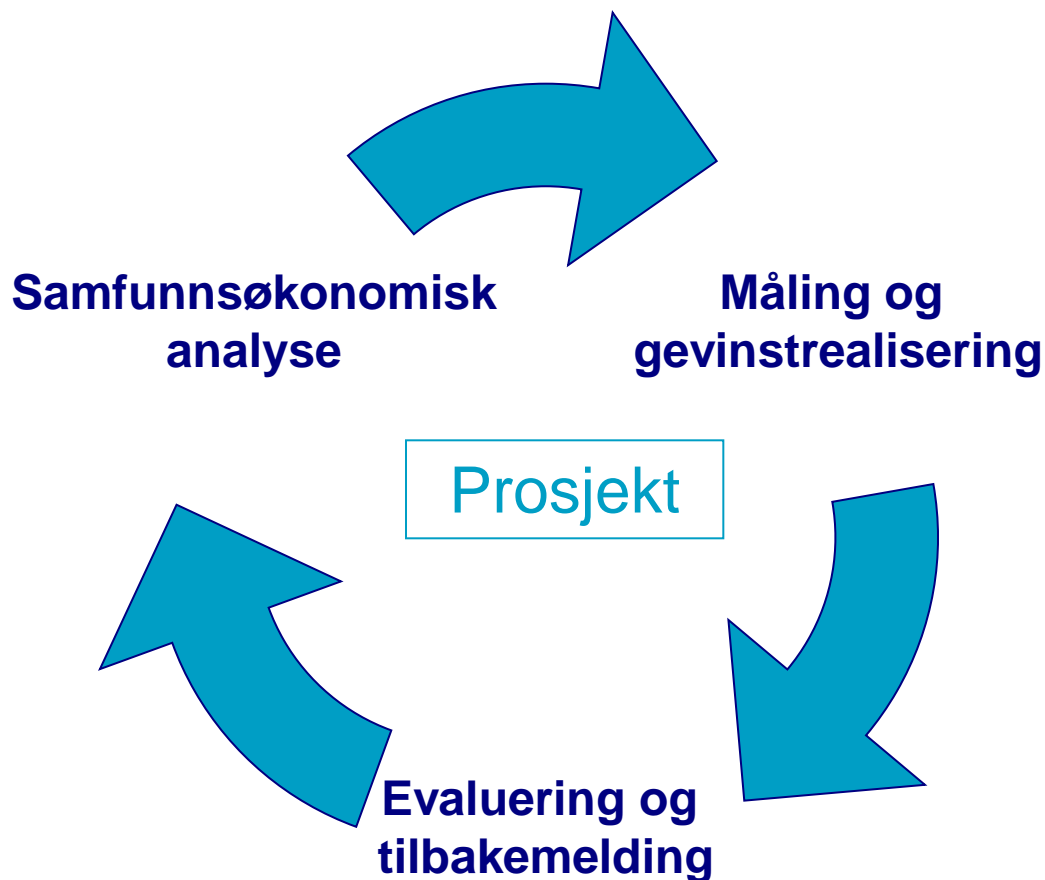 Samfunnsøkonomisk
analyse
Måling og
gevinstrealisering
Prosjekt
Evaluering og
tilbakemelding